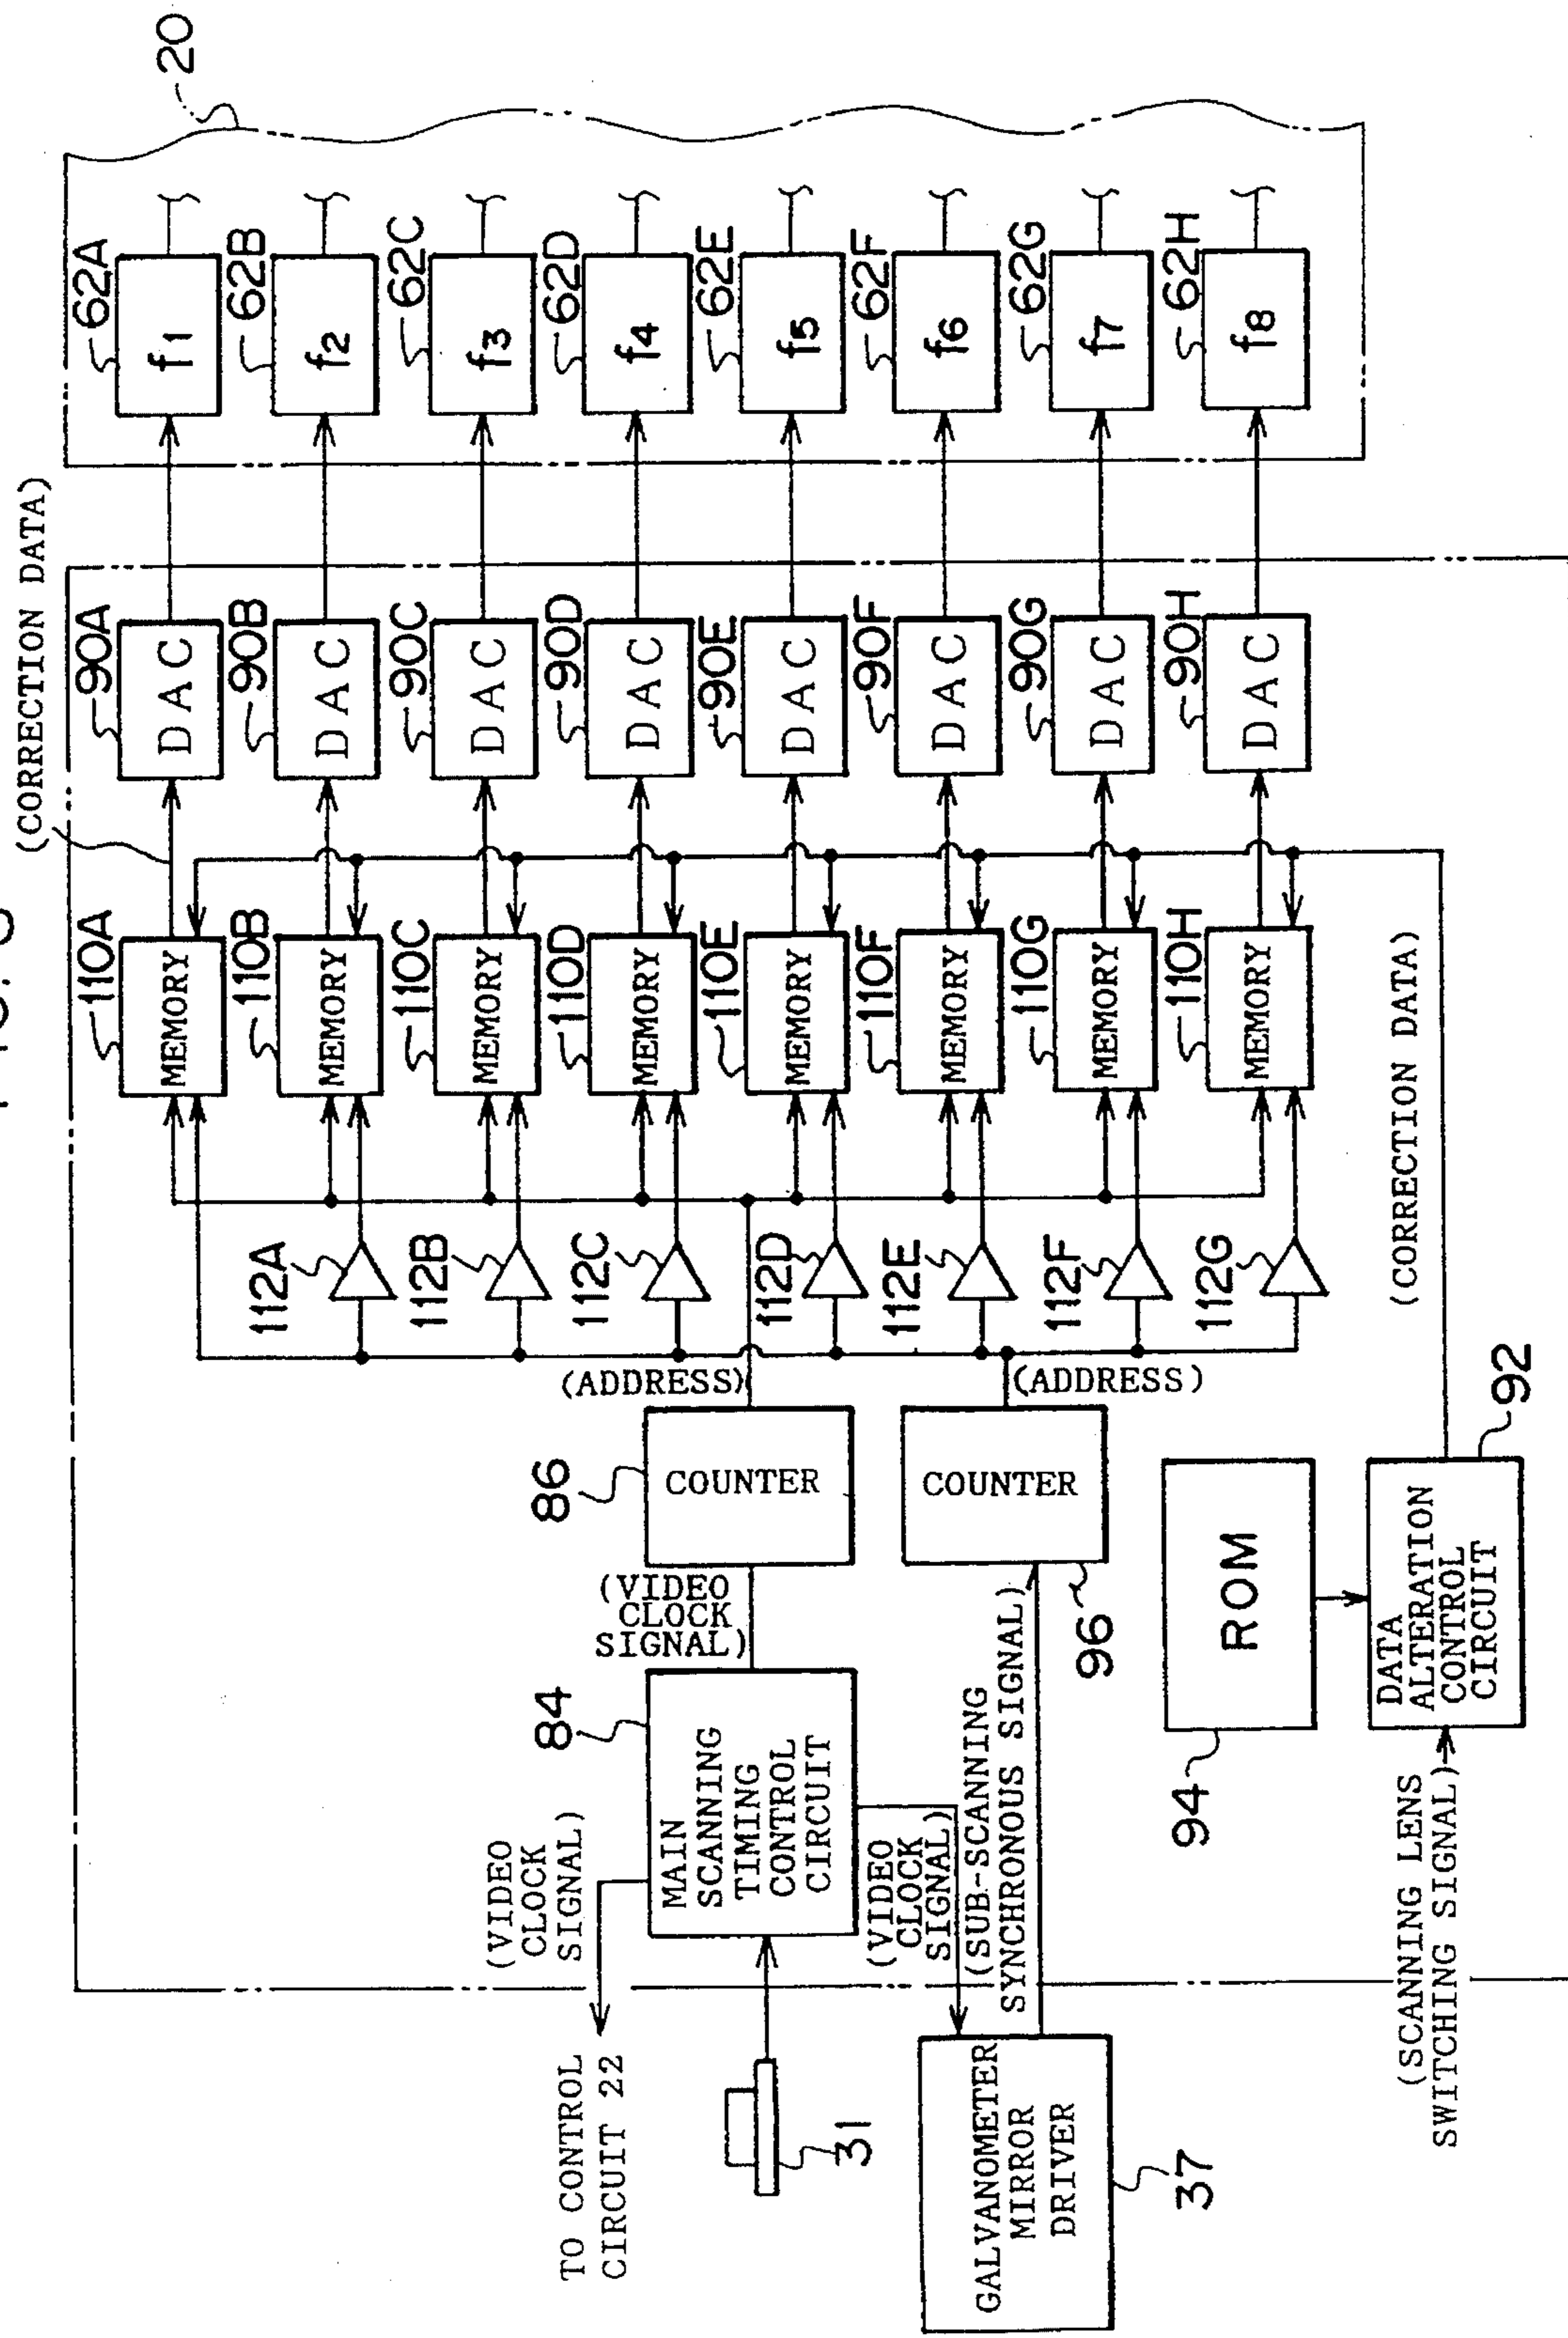 20
62A
f1
62B
f2
62C
f3
62D
f4
62E
f5
62F
f6
62G
f7
62H
f8
(CORRECTION DATA)
90A
DAC
90B
DAC
90C
DAC
90D
DAC
90E
DAC
90F
DAC
90G
DAC
90H
DAC
110A
MEMORY
110B
MEMORY
110C
MEMORY
110D
MEMORY
110E
MEMORY
110F
MEMORY
110G
MEMORY
110H
MEMORY
(CORRECTION DATA)
112A
112B
112C
112D
112E
112F
112G
(ADDRESS)
(ADDRESS)
86
COUNTER
COUNTER
96
ROM
94
92
DATA
ALTERATION
CONTROL
CIRCUIT
(VIDEO
CLOCK
SIGNAL)
84
MAIN
SCANNING
TIMING
CONTROL
CIRCUIT
(VIDEO
CLOCK
SIGNAL)
(VIDEO
CLOCK
SIGNAL)
(SUB-SCANNING
SYNCHRONOUS SIGNAL)
(SCANNING LENS
SWITCHING SIGNAL)
TO CONTROL
CIRCUIT 22
31
GALVANOMETER
MIRROR
DRIVER
37